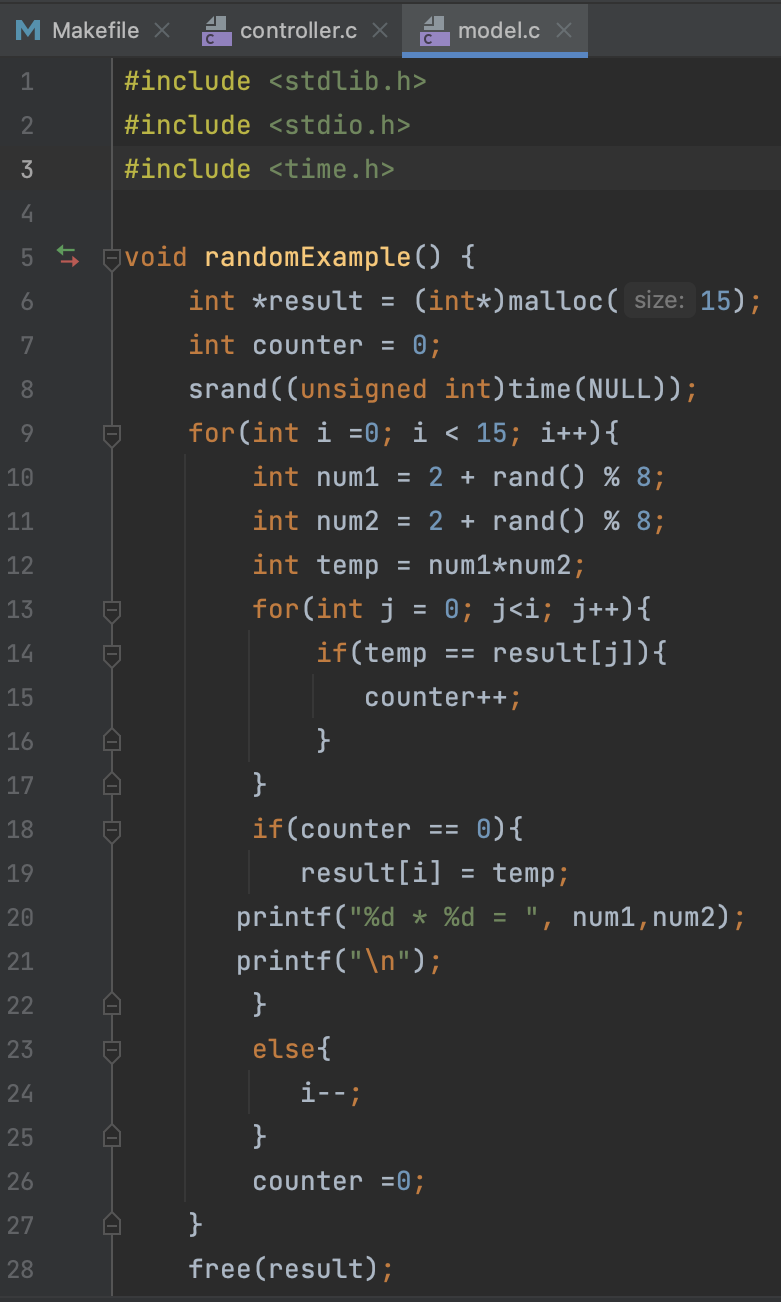 Makefile controller.c model.c
1 #include <stdlib.h>
2 #include <stdio.h>
3 #include <time.h>
4
5 void randomExample() {
6 int *result = (int*)malloc( size: 15);
7 int counter = 0;
8 srand((unsigned int)time(NULL));
9 for(int i =0; i < 15; i++){
10 int num1 = 2 + rand() % 8;
11 int num2 = 2 + rand() % 8;
12 int temp = num1*num2;
13 for(int j = 0; j<i; j++){
14 if(temp == result[j]){
15 counter++;
16 }
17 }
18 if(counter == 0){
19 result[i] = temp;
20 printf("%d * %d = ", num1,num2);
21 printf("\n");
22 }
23 else{
24 i--;
25 }
26 counter =0;
27 }
28 free(result);